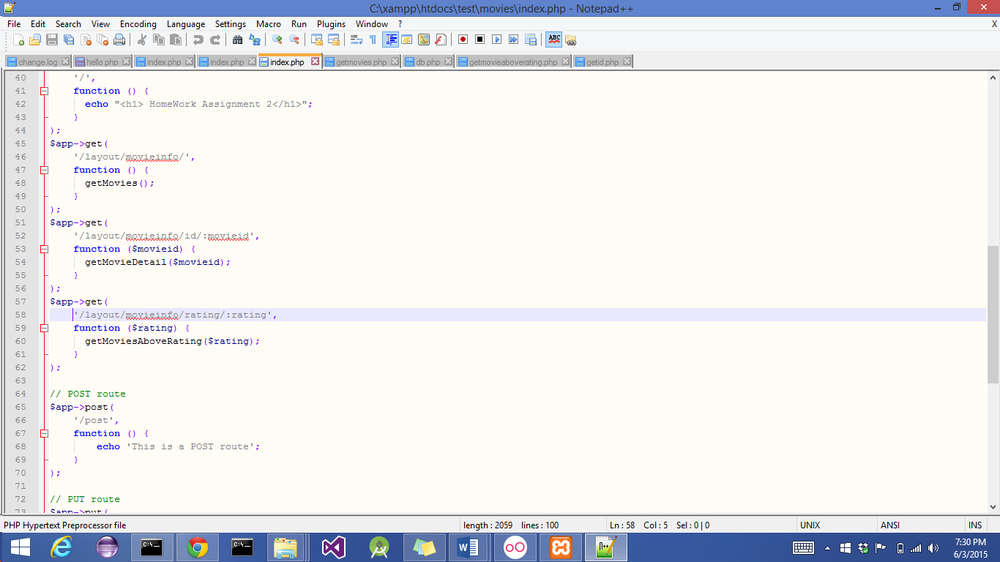 C:\xampp\htdocs\test\movies\index.php - Notepad++
File Edit Search View Encoding Language Settings Macro Run Plugins Window ? X
change.log hello.php index.php index.php index.php getmovies.php db.php getmovieaboverating.php getid.php
40 '/',
41 function () {
42 echo "<h1> HomeWork Assignment 2</h1>";
43 }
44 );
45 $app->get(
46 '/layout/movieinfo/',
47 function () {
48 getMovies();
49 }
50 );
51 $app->get(
52 '/layout/movieinfo/id/:movieid',
53 function ($movieid) {
54 getMovieDetail($movieid);
55 }
56 );
57 $app->get(
58 '/layout/movieinfo/rating/:rating',
59 function ($rating) {
60 getMoviesAboveRating($rating);
61 }
62 );
63
64 // POST route
65 $app->post(
66 '/post',
67 function () {
68 echo 'This is a POST route';
69 }
70 );
71
72 // PUT route
73 $app->put(
PHP Hypertext Preprocessor file length : 2059 lines : 100 Ln : 58 Col : 5 Sel : 0 | 0 UNIX ANSI INS
7:30 PM
6/3/2015